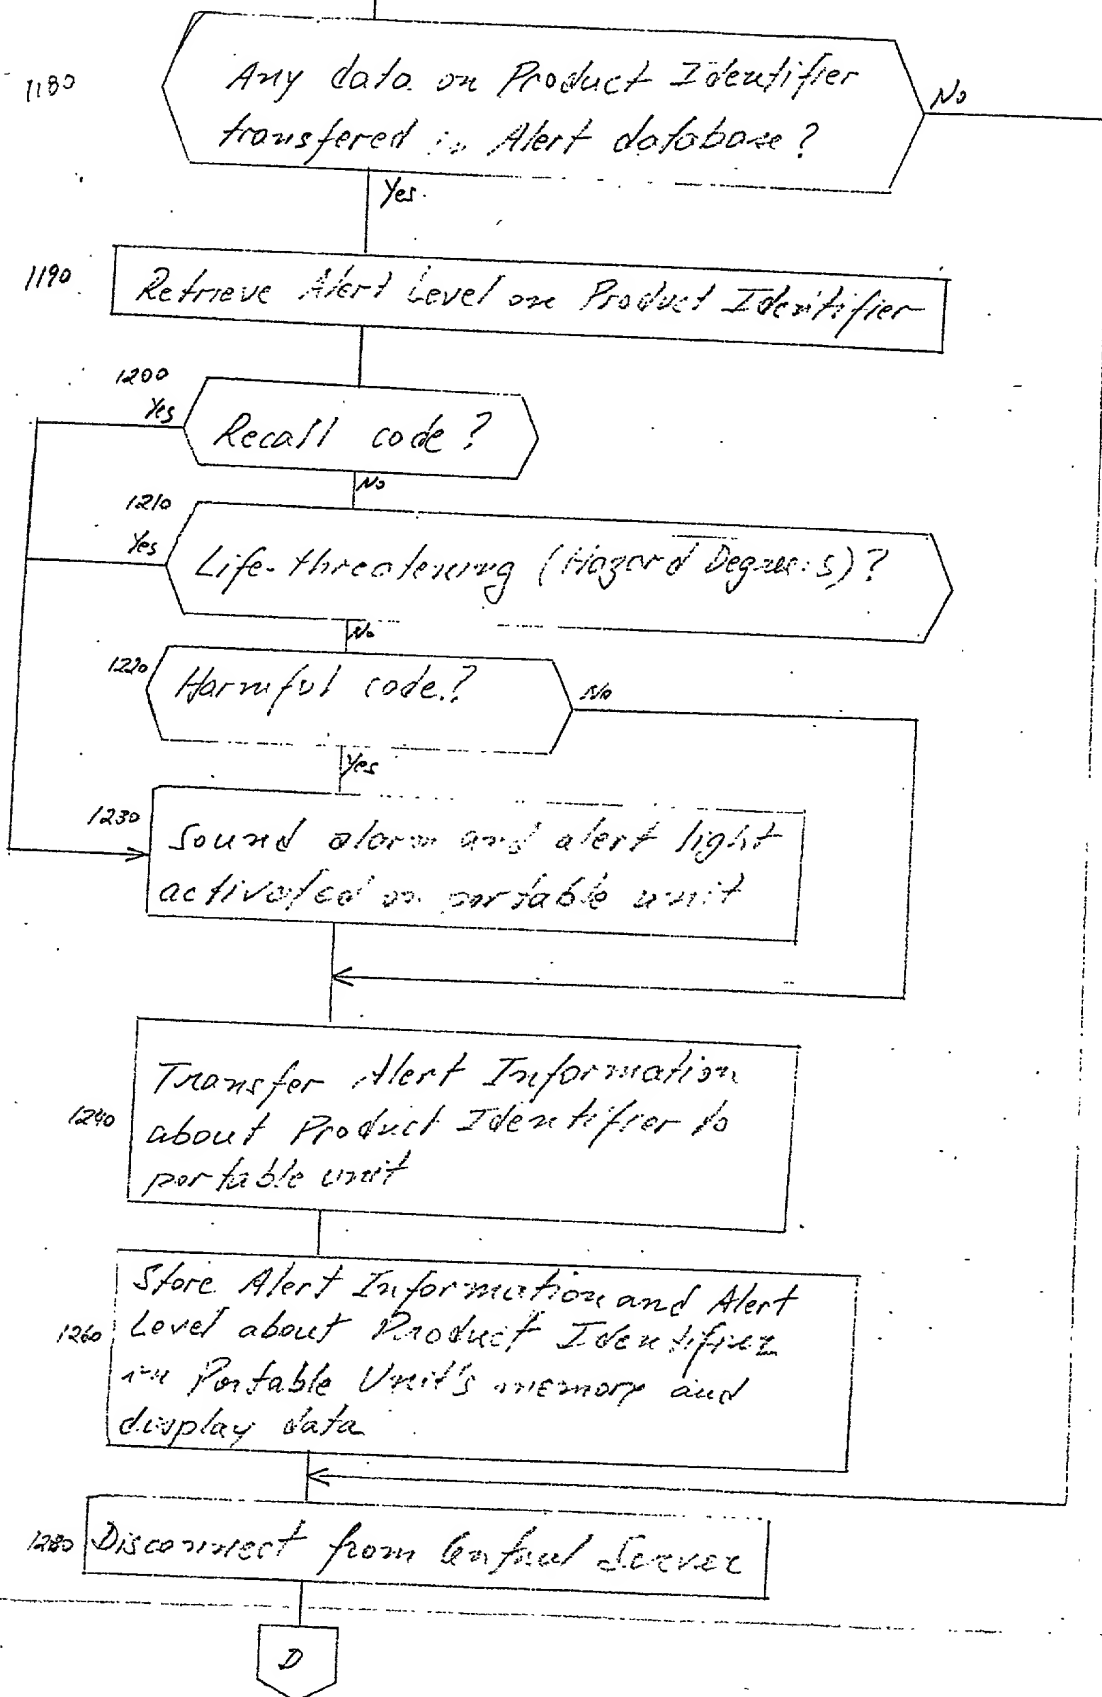 1180
Any data on Product Identifier
transfered in Alert database?
No
Yes.
1190
Retrieve Alert Level on Product Identifier
1200
Yes
Recall code?
No
1210
Yes
Life-threatening (Hazard Degree:5)?
No
1220
Harmful code?
No
Yes
1230
Sound alarm and alert light
activated on portable unit
1240
Transfer Alert Information
about Product Identifier to
portable unit
1260
Store Alert Information and Alert
Level about Product Identifier
in Portable Unit's memory and
display data
1280
Disconnect from Central Server
D